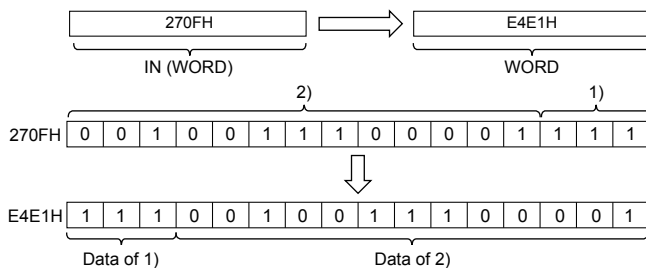 270FH E4E1H
IN (WORD) WORD
2) 1)
270FH 0 0 1 0 0 1 1 1 0 0 0 0 1 1 1 1
E4E1H 1 1 1 0 0 1 0 0 1 1 1 0 0 0 0 1
Data of 1) Data of 2)